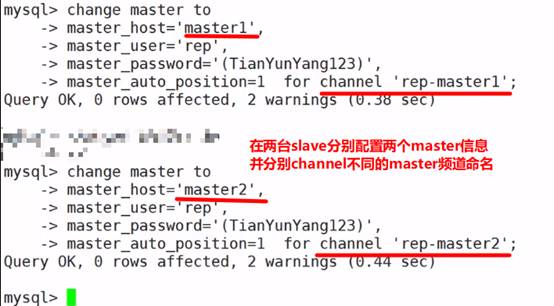 mysql> change master to
-> master_host='master1',
-> master_user='rep',
-> master_password='(TianYunYang123)',
-> master_auto_position=1 for channel 'rep-master1';
Query OK, 0 rows affected, 2 warnings (0.38 sec)
在两台slave分别配置两个master信息
并分别channel不同的master频道命名
mysql> change master to
-> master_host='master2',
-> master_user='rep',
-> master_password='(TianYunYang123)',
-> master_auto_position=1 for channel 'rep-master2';
Query OK, 0 rows affected, 2 warnings (0.44 sec)
mysql>